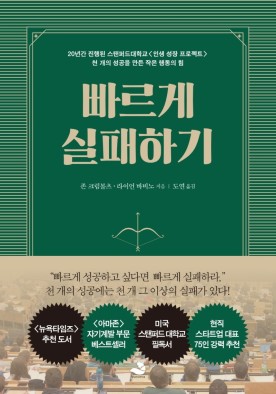 20년간 진행된 스탠퍼드대학교 〈인생 성장 프로젝트〉
천 개의 성공을 만든 작은 행동의 힘
빠르게
실패하기
존 크럼볼츠·라이언 바비노 지음 | 도연 옮김
“빠르게 성공하고 싶다면 빠르게 실패하라.”
천 개의 성공에는 천 개 그 이상의 실패가 있다!
〈뉴욕타임즈〉
추천 도서
〈아마존〉
자기계발 부문
베스트셀러
미국
스탠퍼드 대학교
필독서
현직
스타트업 대표
75인 강력 추천